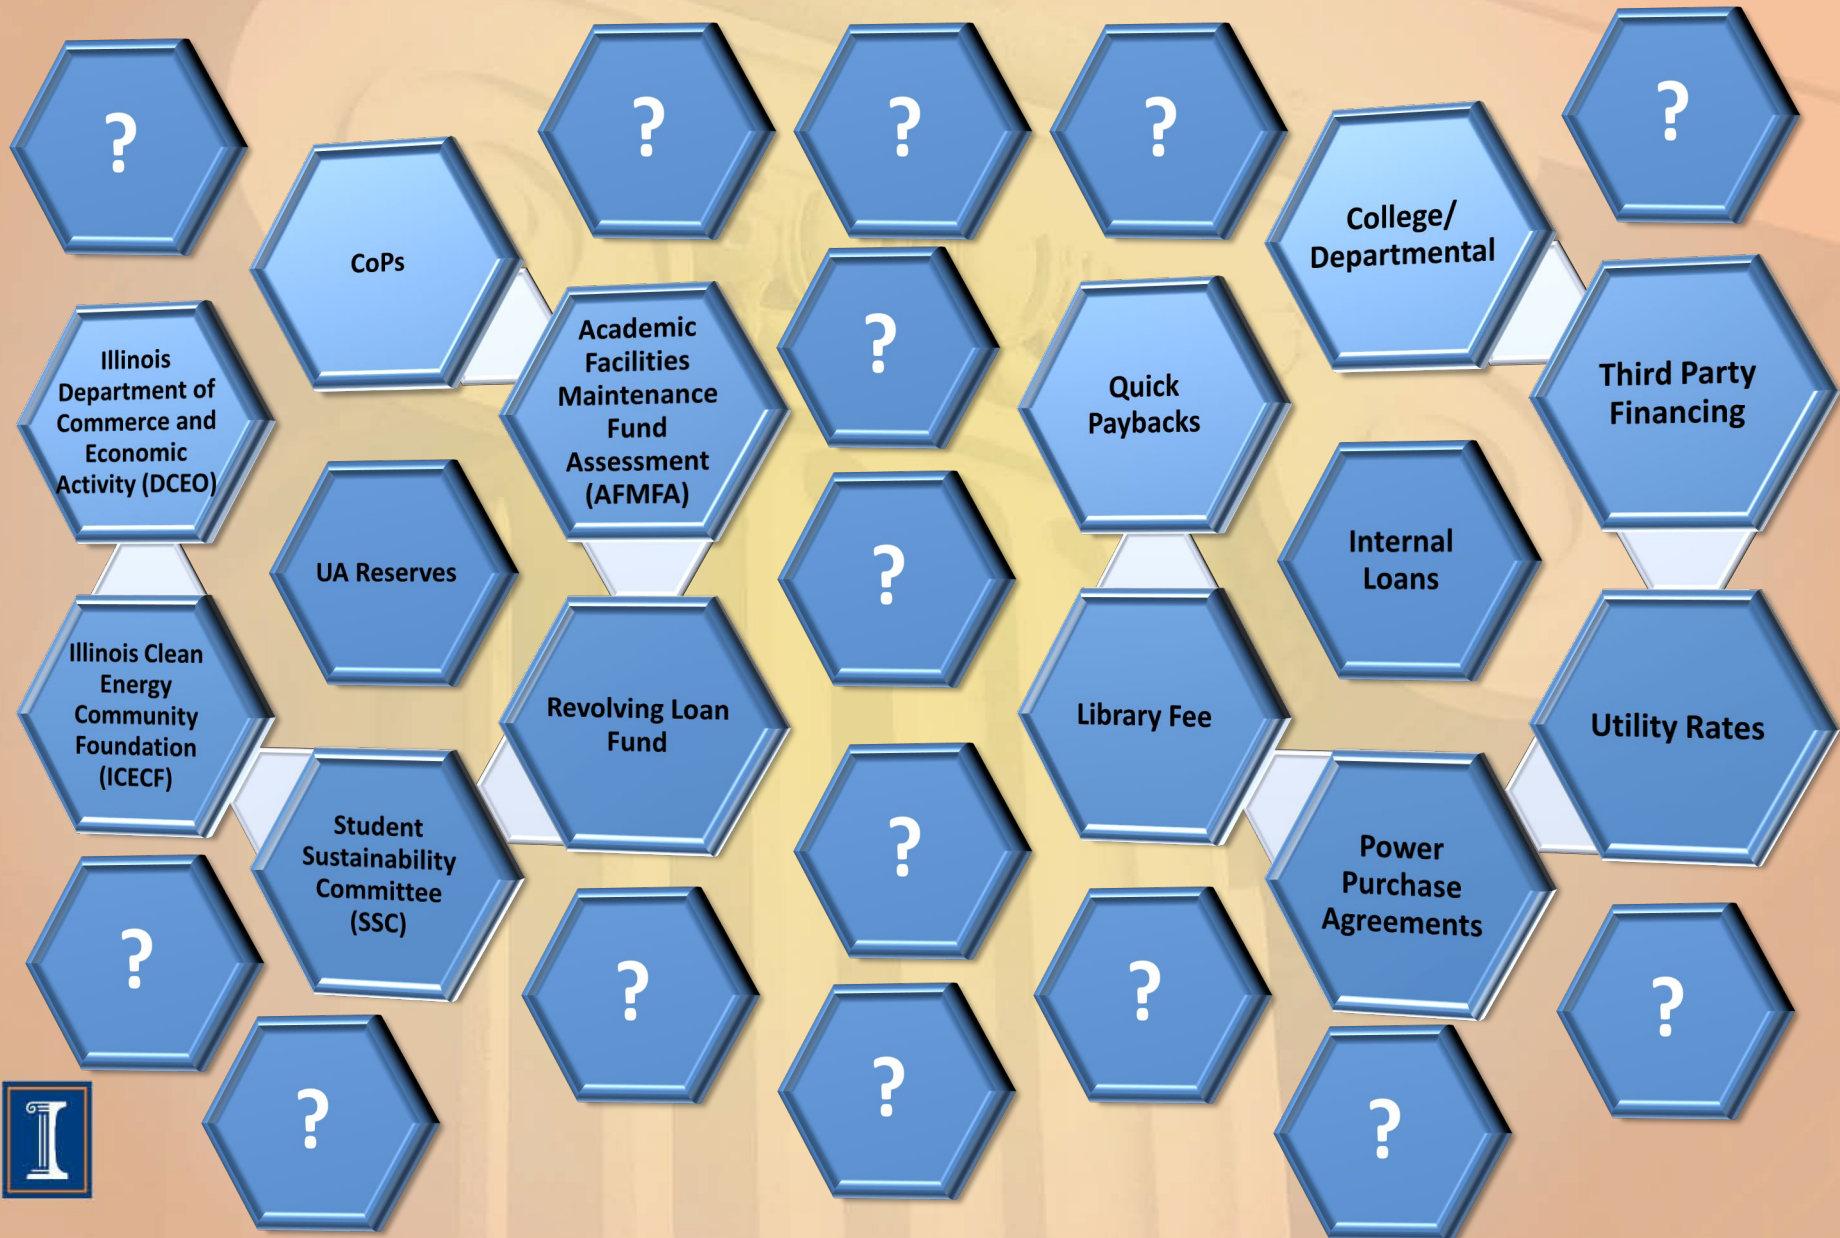 ?
?
?
?
?
CoPs
College/
Departmental
Illinois
Department of
Commerce and
Economic
Activity (DCEO)
Academic
Facilities
Maintenance
Fund
Assessment
(AFMFA)
?
Quick
Paybacks
Third Party
Financing
UA Reserves
?
Internal
Loans
Illinois Clean
Energy
Community
Foundation
(ICECF)
Revolving Loan
Fund
Library Fee
Utility Rates
Student
Sustainability
Committee
(SSC)
?
Power
Purchase
Agreements
?
?
?
?
?
?
?
I